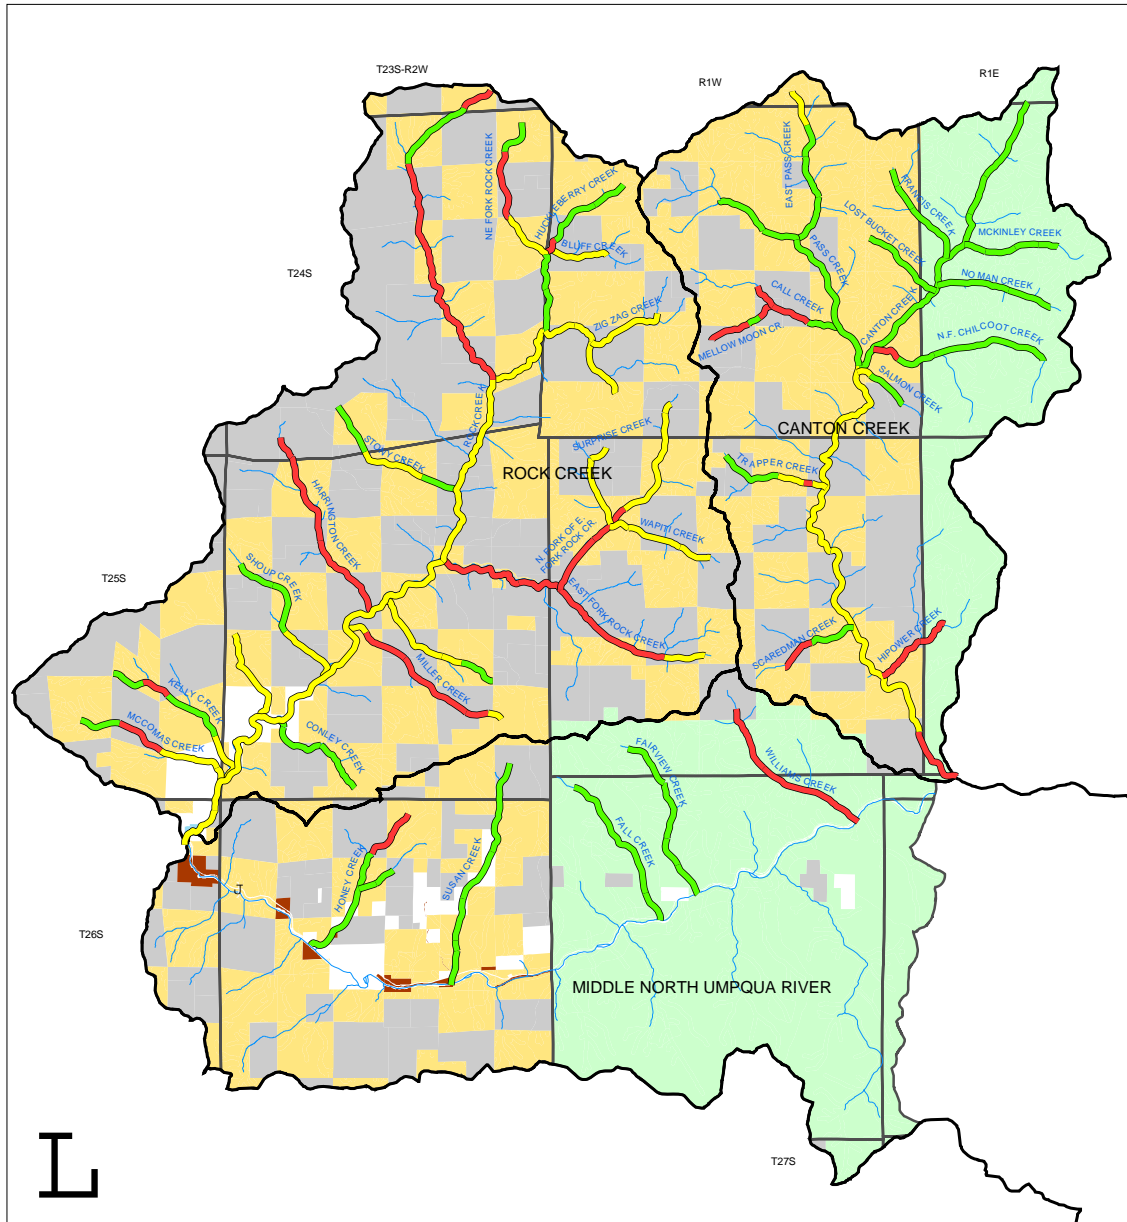 T23S-R2W
R1W
R1E
NE FORK ROCK CREEK
EAST PASS CREEK
HUCKLEBERRY CREEK
BLUFF CREEK
FRANCIS CREEK
LOST BUCKET CREEK
MCKINLEY CREEK
PASS CREEK
T24S
NO MAN CREEK
CALL CREEK
CANTON CREEK
ZIG ZAG CREEK
MELLOW MOON CR.
N.F. CHILCOOT CREEK
SALMON CREEK
ROCK CREEK
CANTON CREEK
STONY CREEK
SURPRISE CREEK
ROCK CREEK
TRAPPER CREEK
HARRINGTON CREEK
N. FORK OF E.
FORK ROCK CR.
WAPITI CREEK
T25S
SHOUP CREEK
EAST FORK ROCK CREEK
SCAREDMAN CREEK
HIPOWER CREEK
MILLER CREEK
KELLY CREEK
MCCOMAS CREEK
CONLEY CREEK
FAIRVIEW CREEK
WILLIAMS CREEK
FALL CREEK
HONEY CREEK
SUSAN CREEK
J
T26S
MIDDLE NORTH UMPQUA RIVER
L
T27S